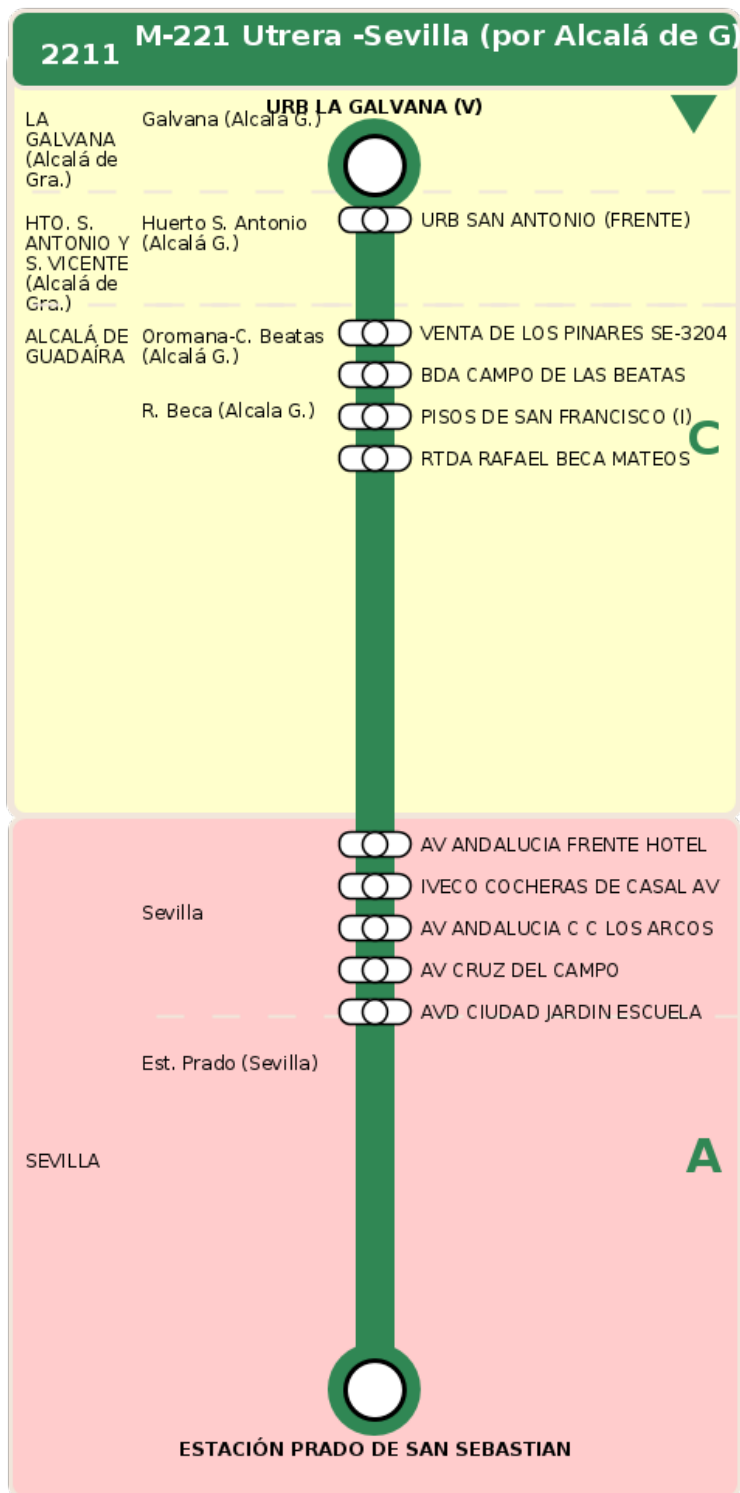 2211
M-221 Utrera -Sevilla (por Alcalá de G)
URB LA GALVANA (V)
LA
GALVANA
(Alcalá de
Gra.)
Galvana (Alcalá G.)
HTO. S.
ANTONIO Y
S. VICENTE
(Alcalá de
Gra.)
Huerto S. Antonio
(Alcalá G.)
URB SAN ANTONIO (FRENTE)
ALCALÁ DE
GUADAÍRA
Oromana-C. Beatas
(Alcalá G.)
VENTA DE LOS PINARES SE-3204
BDA CAMPO DE LAS BEATAS
R. Beca (Alcala G.)
PISOS DE SAN FRANCISCO (I)
C
RTDA RAFAEL BECA MATEOS
AV ANDALUCIA FRENTE HOTEL
IVECO COCHERAS DE CASAL AV
Sevilla
AV ANDALUCIA C C LOS ARCOS
AV CRUZ DEL CAMPO
AVD CIUDAD JARDIN ESCUELA
Est. Prado (Sevilla)
SEVILLA
A
ESTACIÓN PRADO DE SAN SEBASTIAN